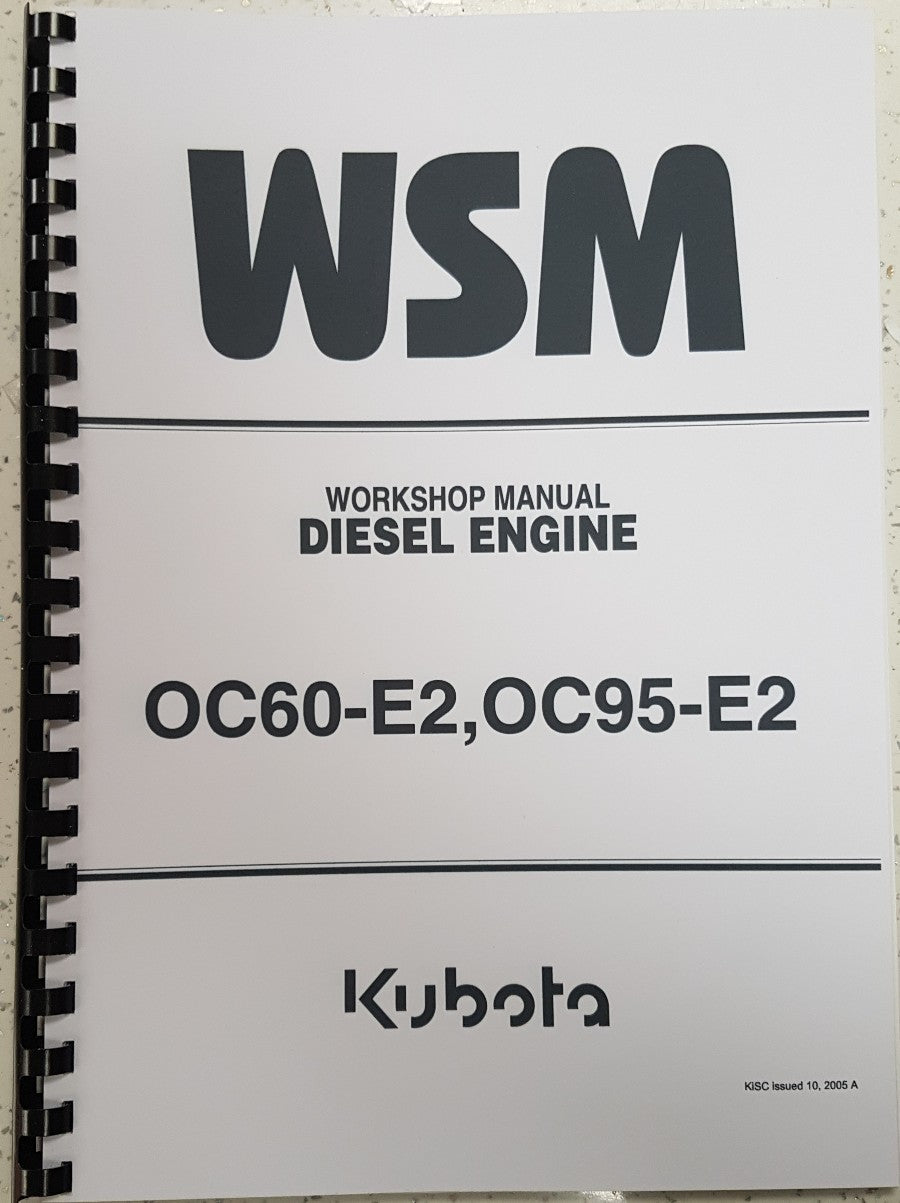 WSM
WORKSHOP MANUAL
DIESEL ENGINE
OC60-E2,OC95-E2
Kubota
KiSC issued 10, 2005 A